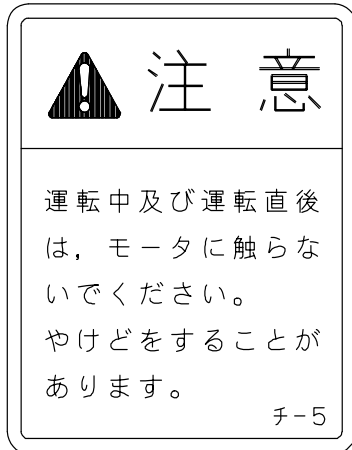 注意
運転中及び運転直後
は，モータに触らな
いでください。
やけどをすることが
あります。
チ-5